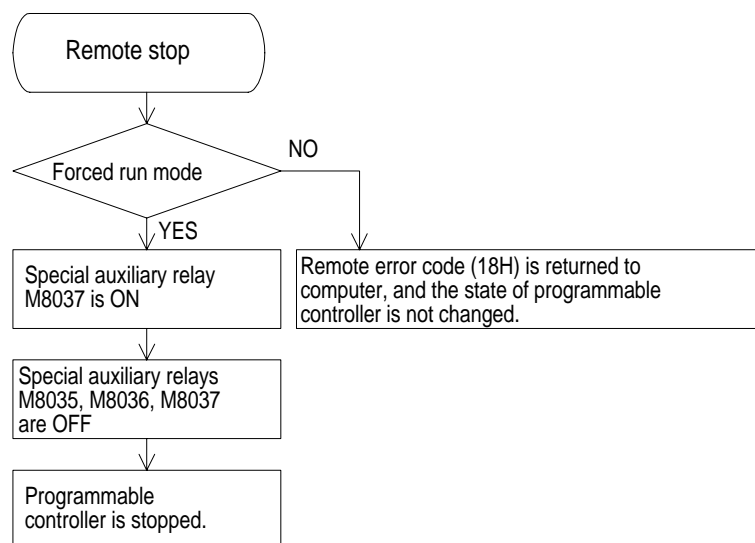 Remote stop
Forced run mode
NO
YES
Special auxiliary relay
M8037 is ON
Remote error code (18H) is returned to
computer, and the state of programmable
controller is not changed.
Special auxiliary relays
M8035, M8036, M8037
are OFF
Programmable
controller is stopped.